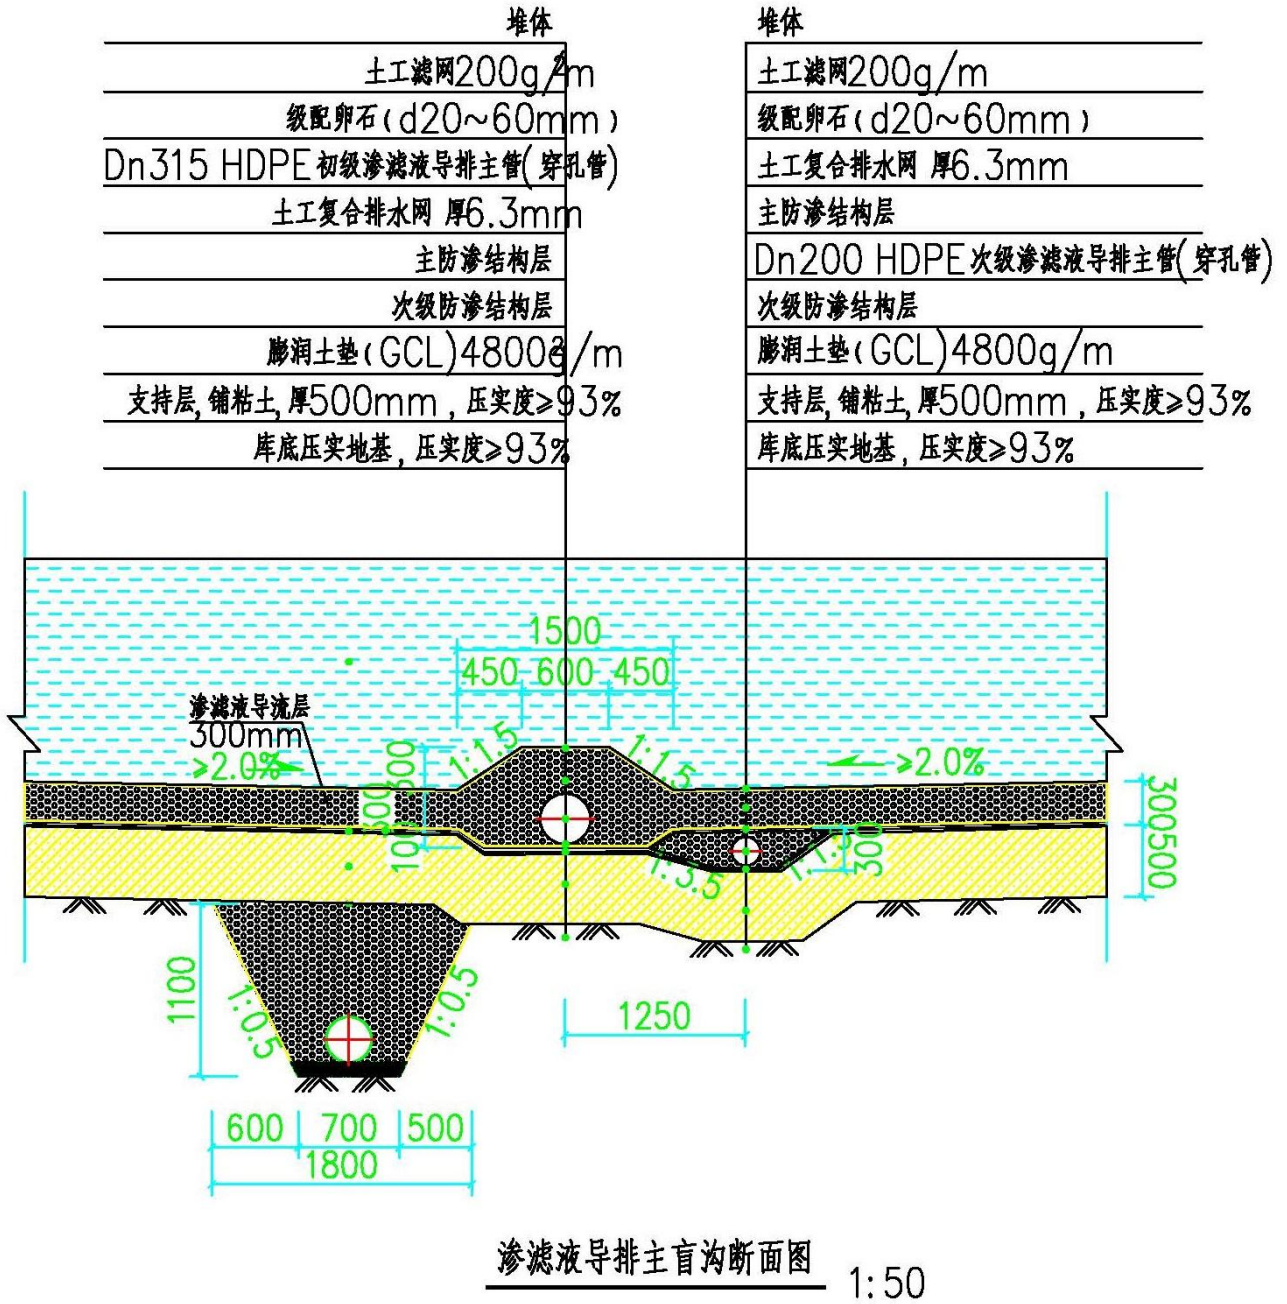 堆体
土工滤网200g/m2
级配卵石(d20~60mm)
Dn315 HDPE初级渗滤液导排主管(穿孔管)
土工复合排水网 厚6.3mm
主防渗结构层
次级防渗结构层
膨润土垫(GCL)4800g/m2
支持层,铺粘土,厚500mm,压实度≥93%
库底压实地基,压实度≥93%
堆体
土工滤网200g/m
级配卵石(d20~60mm)
土工复合排水网 厚6.3mm
主防渗结构层
Dn200 HDPE次级渗滤液导排主管(穿孔管)
次级防渗结构层
膨润土垫(GCL)4800g/m
支持层,铺粘土,厚500mm,压实度≥93%
库底压实地基,压实度≥93%
1500
450 600 450
渗滤液导流层
300mm
≥2.0%
1:1.5
1:1.5
≥2.0%
300
300
100
1:3.5
1:1.5
300
300
500
1100
1:0.5
1:0.5
1250
600 700 500
1800
渗滤液导排主盲沟断面图 1:50